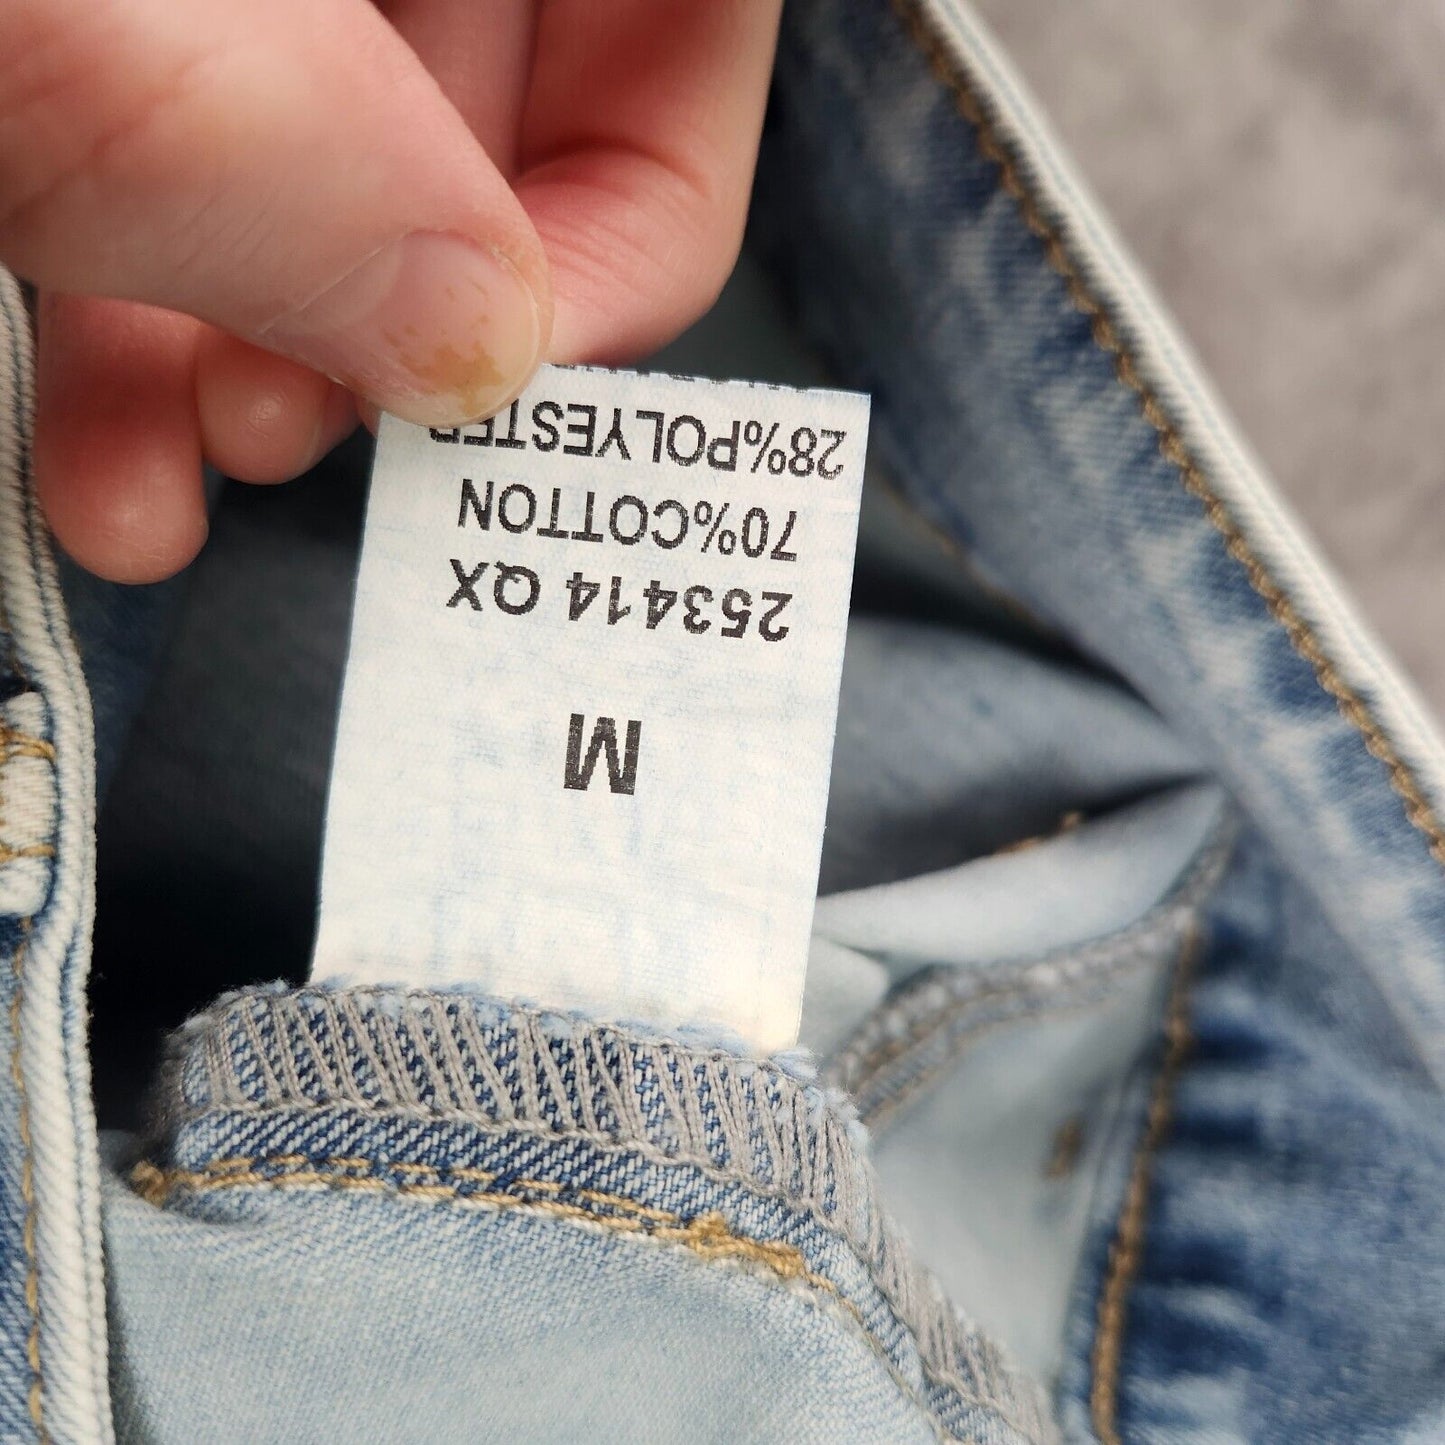 M
253414 QX
70%COTTON
28%POLYESTER